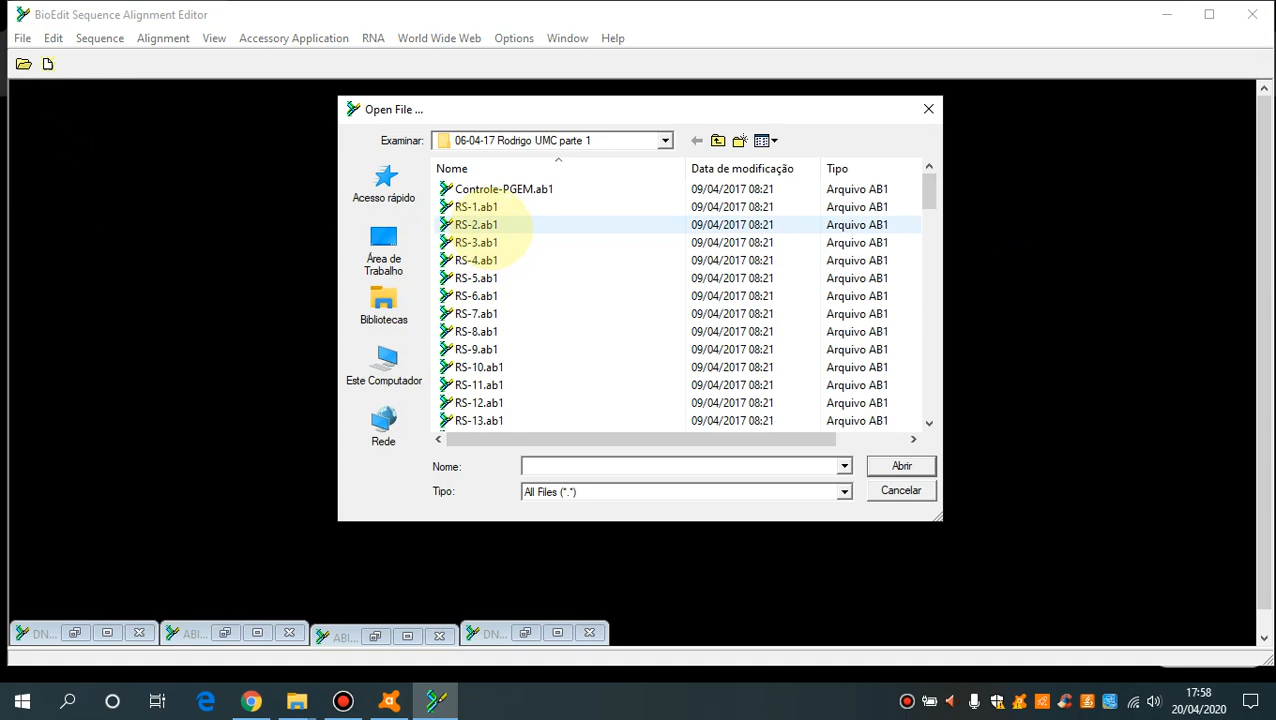 BioEdit Sequence Alignment Editor
File Edit Sequence Alignment View Accessory Application RNA World Wide Web Options Window Help
Open File ...
Examinar: 06-04-17 Rodrigo UMC parte 1
Nome Data de modificação Tipo
Controle-PGEM.ab1 09/04/2017 08:21 Arquivo AB1
RS-1.ab1 09/04/2017 08:21 Arquivo AB1
RS-2.ab1 09/04/2017 08:21 Arquivo AB1
RS-3.ab1 09/04/2017 08:21 Arquivo AB1
RS-4.ab1 09/04/2017 08:21 Arquivo AB1
RS-5.ab1 09/04/2017 08:21 Arquivo AB1
RS-6.ab1 09/04/2017 08:21 Arquivo AB1
RS-7.ab1 09/04/2017 08:21 Arquivo AB1
RS-8.ab1 09/04/2017 08:21 Arquivo AB1
RS-9.ab1 09/04/2017 08:21 Arquivo AB1
RS-10.ab1 09/04/2017 08:21 Arquivo AB1
RS-11.ab1 09/04/2017 08:21 Arquivo AB1
RS-12.ab1 09/04/2017 08:21 Arquivo AB1
RS-13.ab1 09/04/2017 08:21 Arquivo AB1
Acesso rápido
Área de
Trabalho
Bibliotecas
Este Computador
Rede
Nome: Abrir
Tipo: All Files (*.*) Cancelar
DN... ABI... ABI... DN...
17:58
20/04/2020